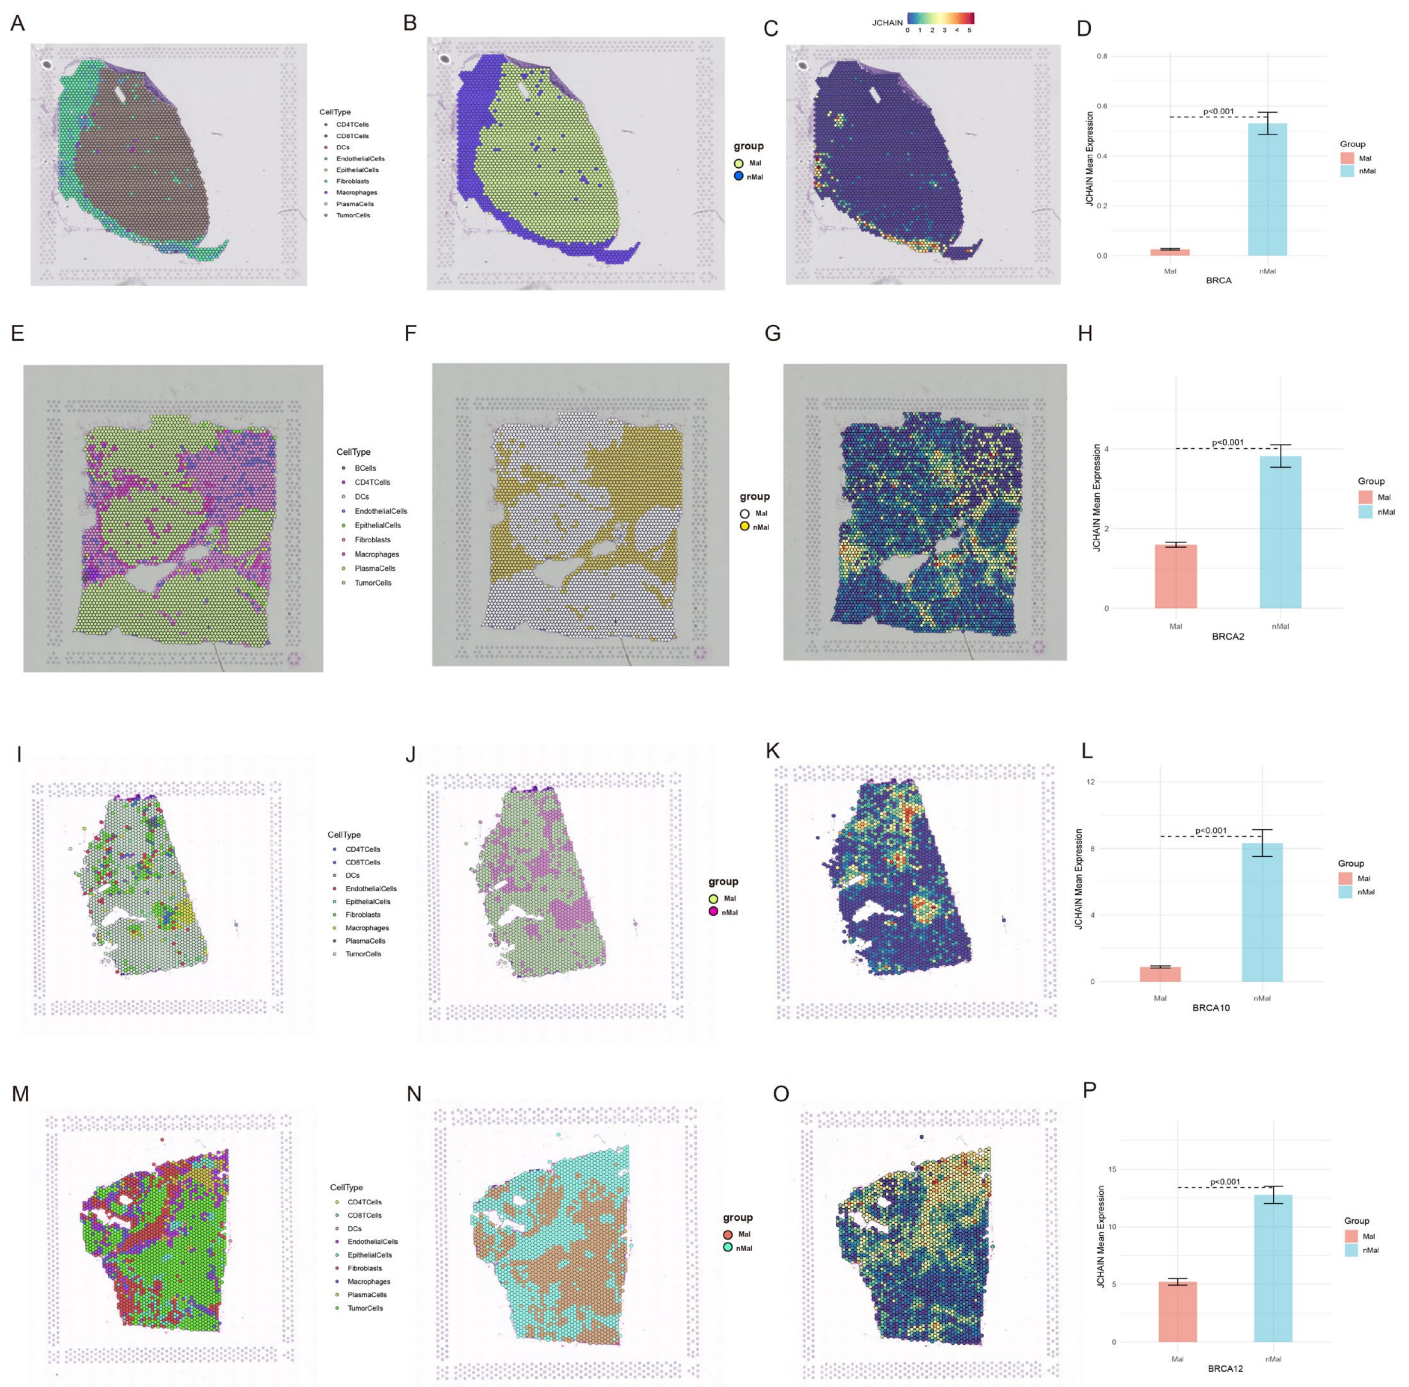 A
B
C
JCHAIN
0 1 2 3 4 5
D
CellType
CD4TCells
CD8TCells
DCs
EndothelialCells
EpithelialCells
Fibroblasts
Macrophages
PlasmaCells
TumorCells
group
Mal
nMal
JCHAIN Mean Expression
0.8
0.6
0.4
0.2
0.0
p<0.001
Mal
nMal
BRCA
Group
Mal
nMal
E
F
G
H
CellType
BCells
CD4TCells
DCs
EndothelialCells
EpithelialCells
Fibroblasts
Macrophages
PlasmaCells
TumorCells
group
Mal
nMal
JCHAIN Mean Expression
4
2
0
p<0.001
Mal
nMal
BRCA2
Group
Mal
nMal
I
J
K
L
CellType
CD4TCells
CD8TCells
DCs
EndothelialCells
EpithelialCells
Fibroblasts
Macrophages
PlasmaCells
TumorCells
group
Mal
nMal
JCHAIN Mean Expression
12
8
4
0
p<0.001
Mal
nMal
BRCA10
Group
Mal
nMal
M
N
O
P
CellType
CD4TCells
CD8TCells
DCs
EndothelialCells
EpithelialCells
Fibroblasts
Macrophages
PlasmaCells
TumorCells
group
Mal
nMal
JCHAIN Mean Expression
15
10
5
0
p<0.001
Mal
nMal
BRCA12
Group
Mal
nMal